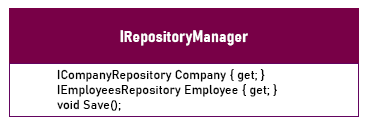 IRepositoryManager
ICompanyRepository Company { get; }
IEmployeesRepository Employee { get; }
void Save();